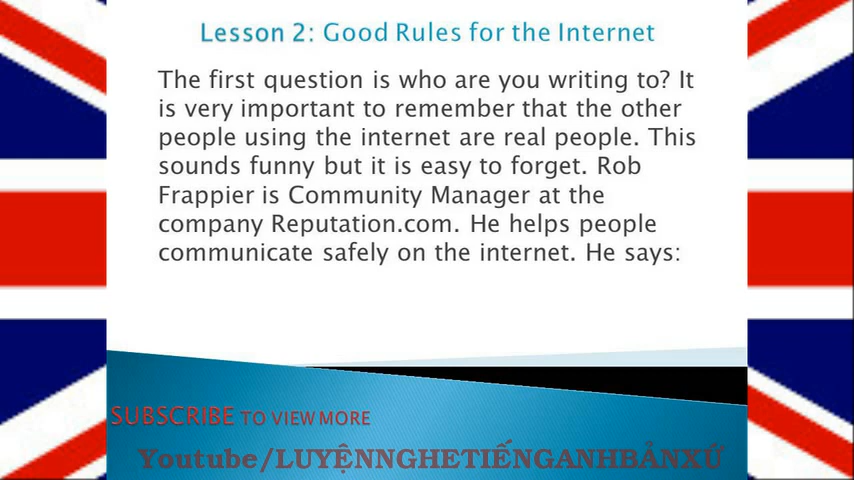 Lesson 2: Good Rules for the Internet
The first question is who are you writing to? It
is very important to remember that the other
people using the internet are real people. This
sounds funny but it is easy to forget. Rob
Frappier is Community Manager at the
company Reputation.com. He helps people
communicate safely on the internet. He says:
SUBSCRIBE TO VIEW MORE
Youtube/LUYỆNNGHETIẾNGANHBẢNXỨ